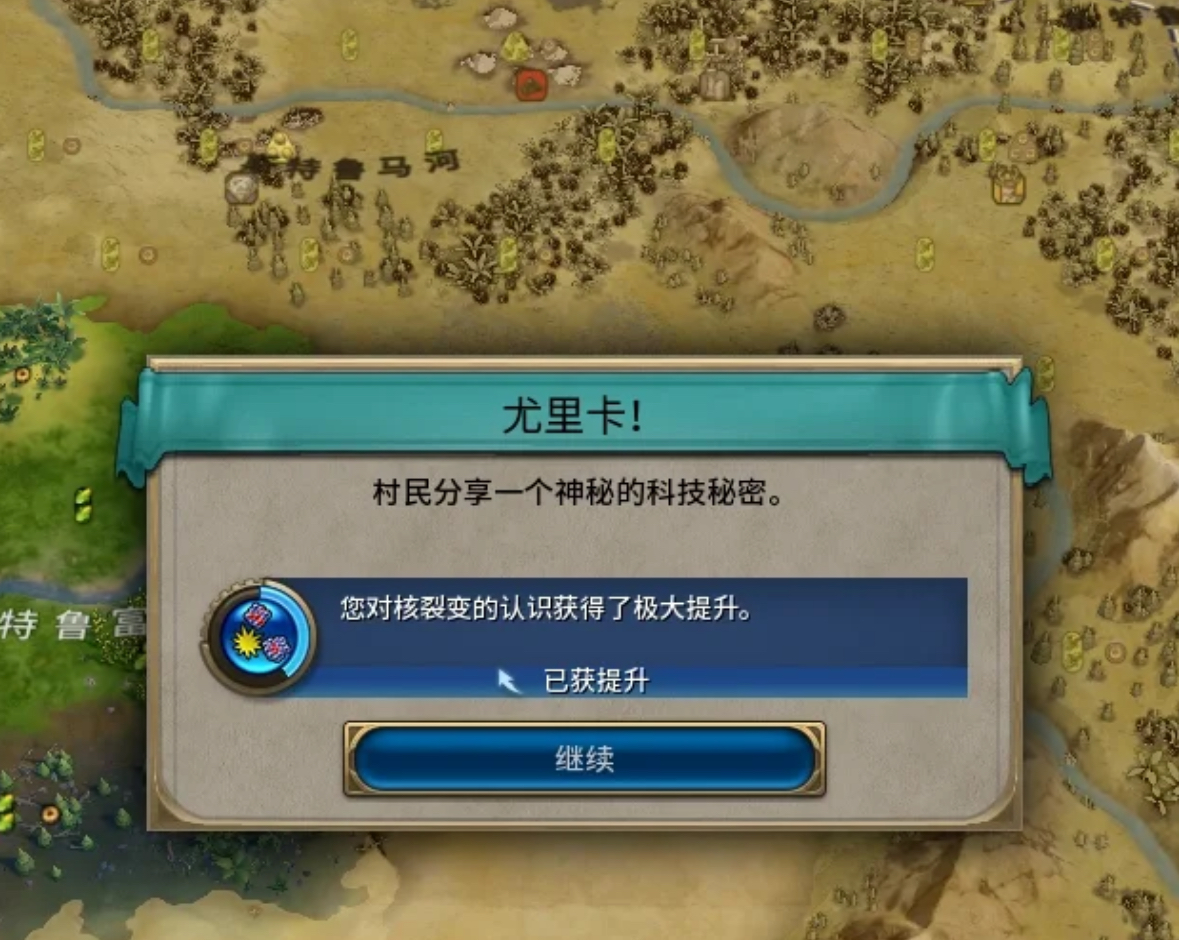 特鲁马河
尤里卡!
村民分享一个神秘的科技秘密。
您对核裂变的认识获得了极大提升。
已获提升
特鲁富
继续